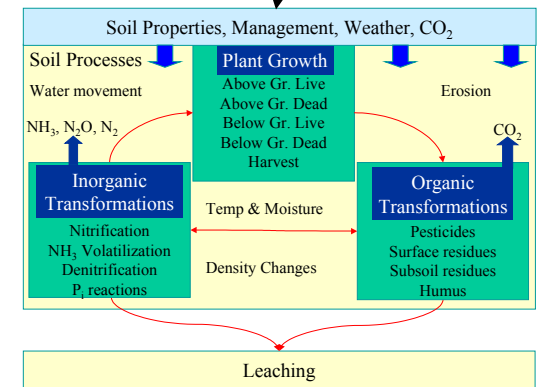 Soil Properties, Management, Weather, CO₂
Soil Processes
Plant Growth
Above Gr. Live
Above Gr. Dead
Below Gr. Live
Below Gr. Dead
Harvest
Water movement
Erosion
NH₃, N₂O, N₂
CO₂
Inorganic
Transformations
Nitrification
NH₃ Volatilization
Denitrification
Pᵢ reactions
Temp & Moisture
Density Changes
Organic
Transformations
Pesticides
Surface residues
Subsoil residues
Humus
Leaching